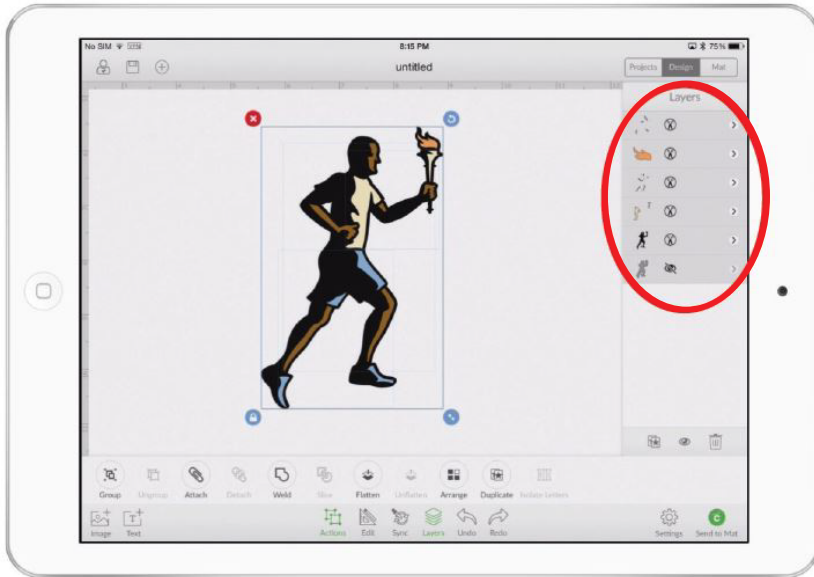 No SIM
8:15 PM
75%
untitled
Projects Design Mat
Layers
Group Ungroup Attach Detach Weld Slice Flatten Unflatten Arrange Duplicate Isolate Letters
Image Text Actions Edit Sync Layers Undo Redo Settings Send to Mat